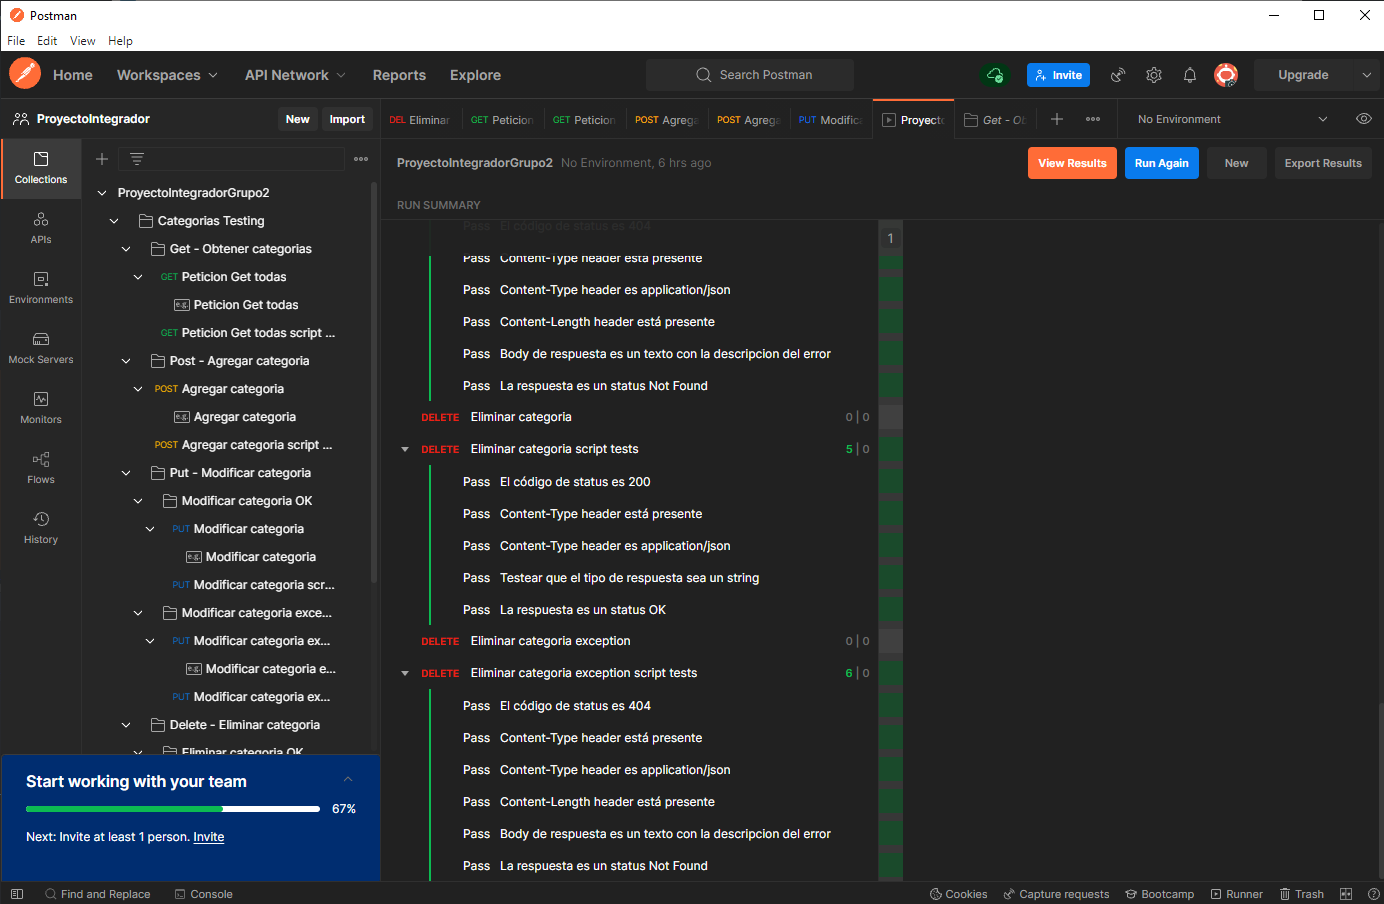 Postman
File Edit View Help
Home Workspaces API Network Reports Explore Search Postman Invite Upgrade
ProyectoIntegrador New Import
DEL Eliminar GET Peticion GET Peticion POST Agrega POST Agrega PUT Modifica Proyecto Get - Ob No Environment
Collections
APIs
Environments
Mock Servers
Monitors
Flows
History
ProyectoIntegradorGrupo2
Categorias Testing
Get - Obtener categorias
GET Peticion Get todas
e.g. Peticion Get todas
GET Peticion Get todas script ...
Post - Agregar categoria
POST Agregar categoria
e.g. Agregar categoria
POST Agregar categoria script ...
Put - Modificar categoria
Modificar categoria OK
PUT Modificar categoria
e.g. Modificar categoria
PUT Modificar categoria scr...
Modificar categoria exce...
PUT Modificar categoria ex...
e.g. Modificar categoria e...
PUT Modificar categoria ex...
Delete - Eliminar categoria
Eliminar categoria OK
Start working with your team
67%
Next: Invite at least 1 person. Invite
ProyectoIntegradorGrupo2 No Environment, 6 hrs ago View Results Run Again New Export Results
RUN SUMMARY
Pass El código de status es 404
1
Pass Content-Type header está presente
Pass Content-Type header es application/json
Pass Content-Length header está presente
Pass Body de respuesta es un texto con la descripcion del error
Pass La respuesta es un status Not Found
DELETE Eliminar categoria 0 | 0
DELETE Eliminar categoria script tests 5 | 0
Pass El código de status es 200
Pass Content-Type header está presente
Pass Content-Type header es application/json
Pass Testear que el tipo de respuesta sea un string
Pass La respuesta es un status OK
DELETE Eliminar categoria exception 0 | 0
DELETE Eliminar categoria exception script tests 6 | 0
Pass El código de status es 404
Pass Content-Type header está presente
Pass Content-Type header es application/json
Pass Content-Length header está presente
Pass Body de respuesta es un texto con la descripcion del error
Pass La respuesta es un status Not Found
Find and Replace Console Cookies Capture requests Bootcamp Runner Trash